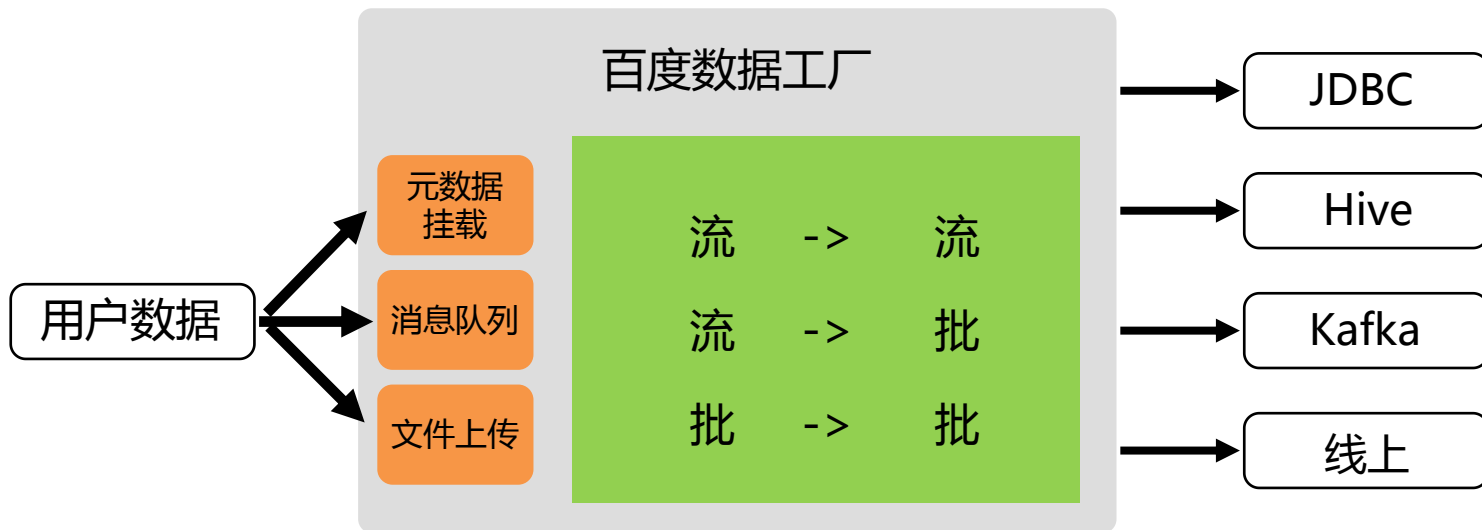 百度数据工厂
用户数据
元数据
挂载
消息队列
文件上传
流 -> 流
流 -> 批
批 -> 批
JDBC
Hive
Kafka
线上